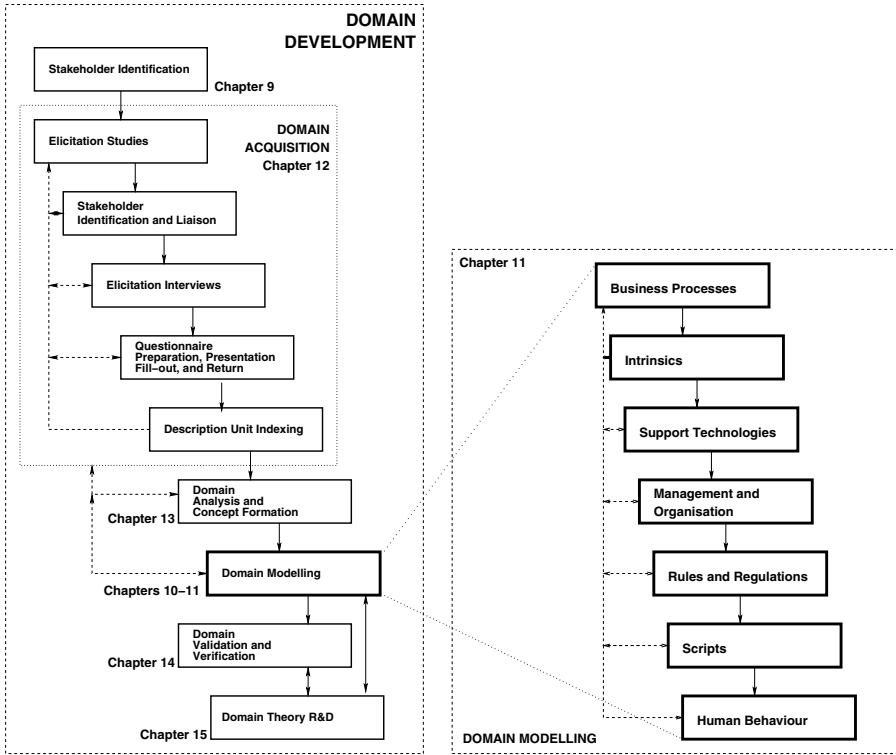 DOMAIN
DEVELOPMENT
Stakeholder Identification
Chapter 9
Elicitation Studies
DOMAIN
ACQUISITION
Chapter 12
Stakeholder
Identification and Liaison
Elicitation Interviews
Questionnaire
Preparation, Presentation
Fill−out, and Return
Description Unit Indexing
Domain
Analysis and
Concept Formation
Chapter 13
Domain Modelling
Chapters 10−11
Domain
Validation and
Verification
Chapter 14
Domain Theory R&D
Chapter 15
Chapter 11
Business Processes
Intrinsics
Support Technologies
Management and
Organisation
Rules and Regulations
Scripts
Human Behaviour
DOMAIN MODELLING